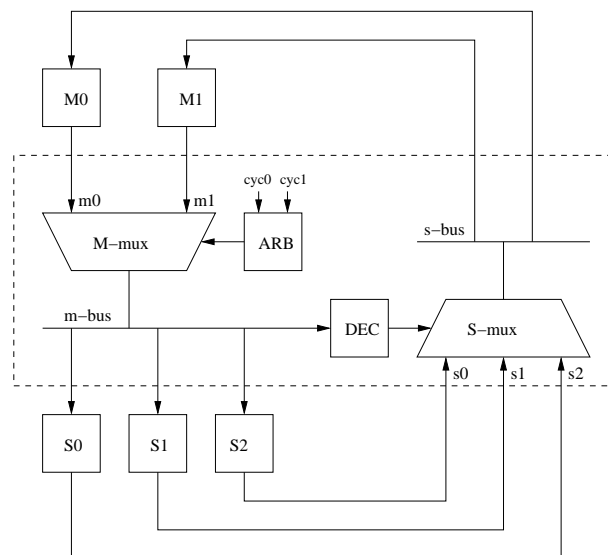 M0
M1
cyc0 cyc1
m0
m1
M−mux
ARB
s−bus
m−bus
DEC
S−mux
s0
s1
s2
S0
S1
S2